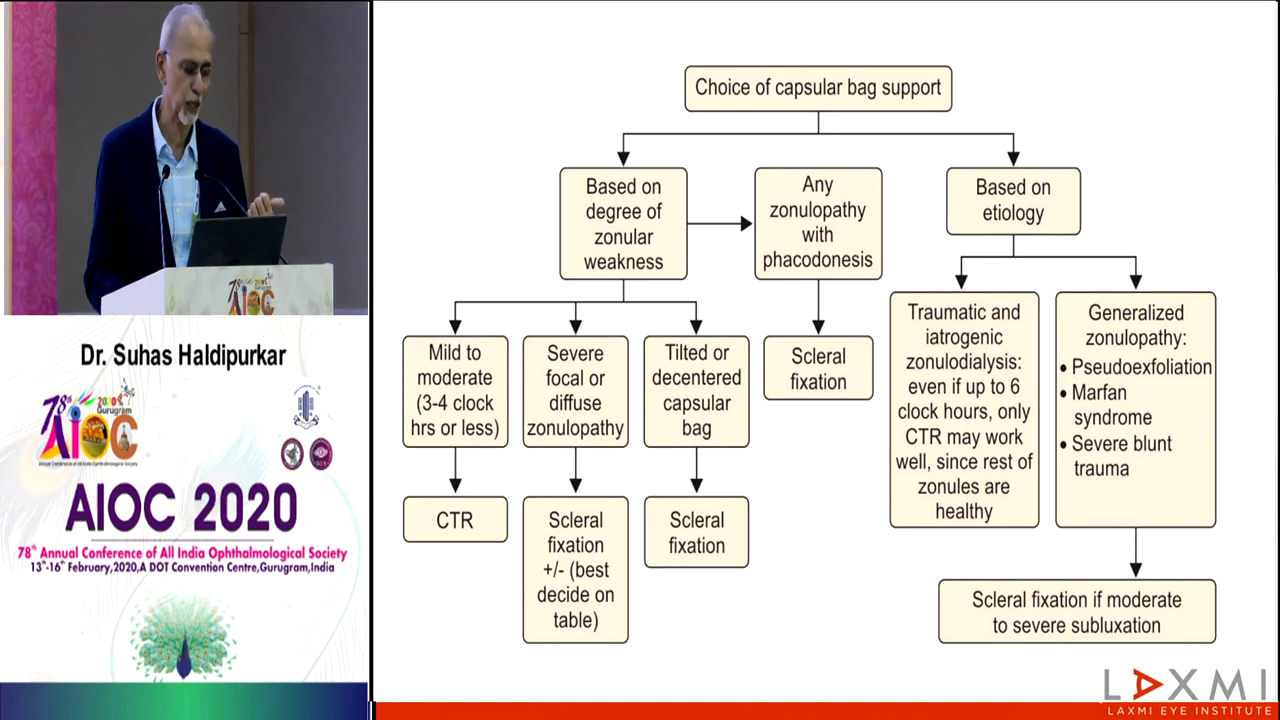 Dr. Suhas Haldipurkar
78th
2020
Gurugram
AIOC
AIOC 2020
78th Annual Conference of All India Ophthalmological Society
13th-16th February,2020,A DOT Convention Centre,Gurugram,India
Choice of capsular bag support
Based on
degree of
zonular
weakness
Any
zonulopathy
with
phacodonesis
Based on
etiology
Mild to
moderate
(3-4 clock
hrs or less)
Severe
focal or
diffuse
zonulopathy
Tilted or
decentered
capsular
bag
Scleral
fixation
Traumatic and
iatrogenic
zonulodialysis:
even if up to 6
clock hours, only
CTR may work
well, since rest of
zonules are
healthy
Generalized
zonulopathy:
• Pseudoexfoliation
• Marfan
syndrome
• Severe blunt
trauma
CTR
Scleral
fixation
+/- (best
decide on
table)
Scleral
fixation
Scleral fixation if moderate
to severe subluxation
LAXMI
LAXMI EYE INSTITUTE